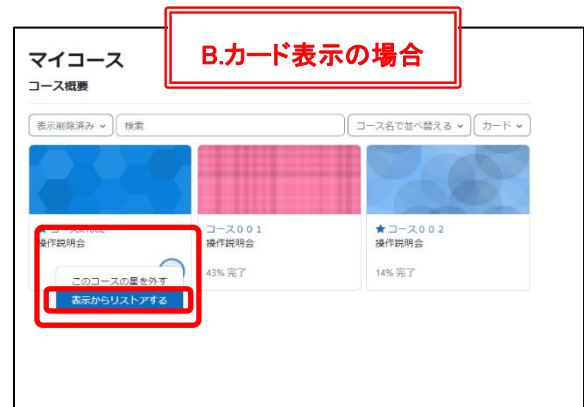 B.カード表示の場合
マイコース
コース概要
表示削除済み
検索
コース名で並べ替える
カード
コース００１
操作説明会
43% 完了
★ コース００２
操作説明会
14% 完了
操作説明会
このコースの星を外す
表示からリストアする